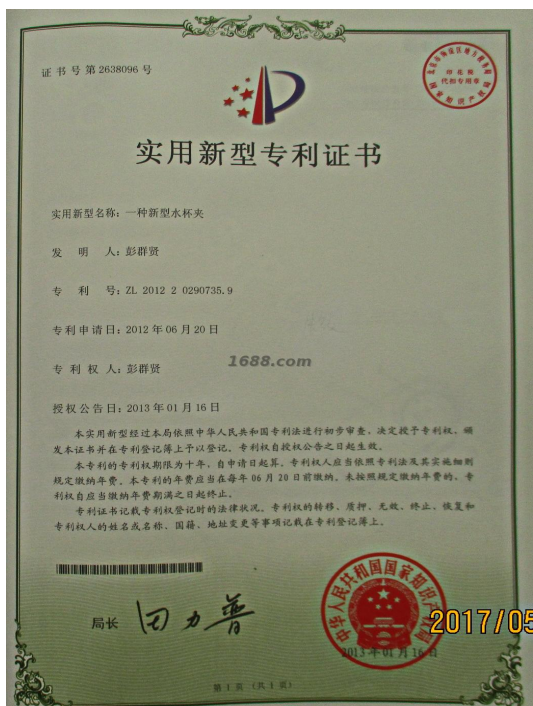 证书号第2638096号
实用新型专利证书
实用新型名称：一种新型水杯夹
发明人：彭群贤
专利号：ZL 2012 2 0290735.9
专利申请日：2012年06月20日
专利权人：彭群贤
1688.com
授权公告日：2013年01月16日
本实用新型经过本局依照中华人民共和国专利法进行初步审查，决定授予专利权，颁
发本证书并在专利登记簿上予以登记。专利权自授权公告之日起生效。
本专利的专利权期限为十年，自申请日起算。专利权人应当依照专利法及其实施细则
规定缴纳年费。本专利的年费应当在每年06月20日前缴纳。未按照规定缴纳年费的，专
利权自应当缴纳年费期满之日起终止。
专利证书记载专利权登记时的法律状况。专利权的转移、质押、无效、终止、恢复和
专利权人的姓名或名称、国籍、地址变更等事项记载在专利登记簿上。
局长
田力普
中华人民共和国国家知识产权局
2013年01月16日
2017/05
第1页（共1页）